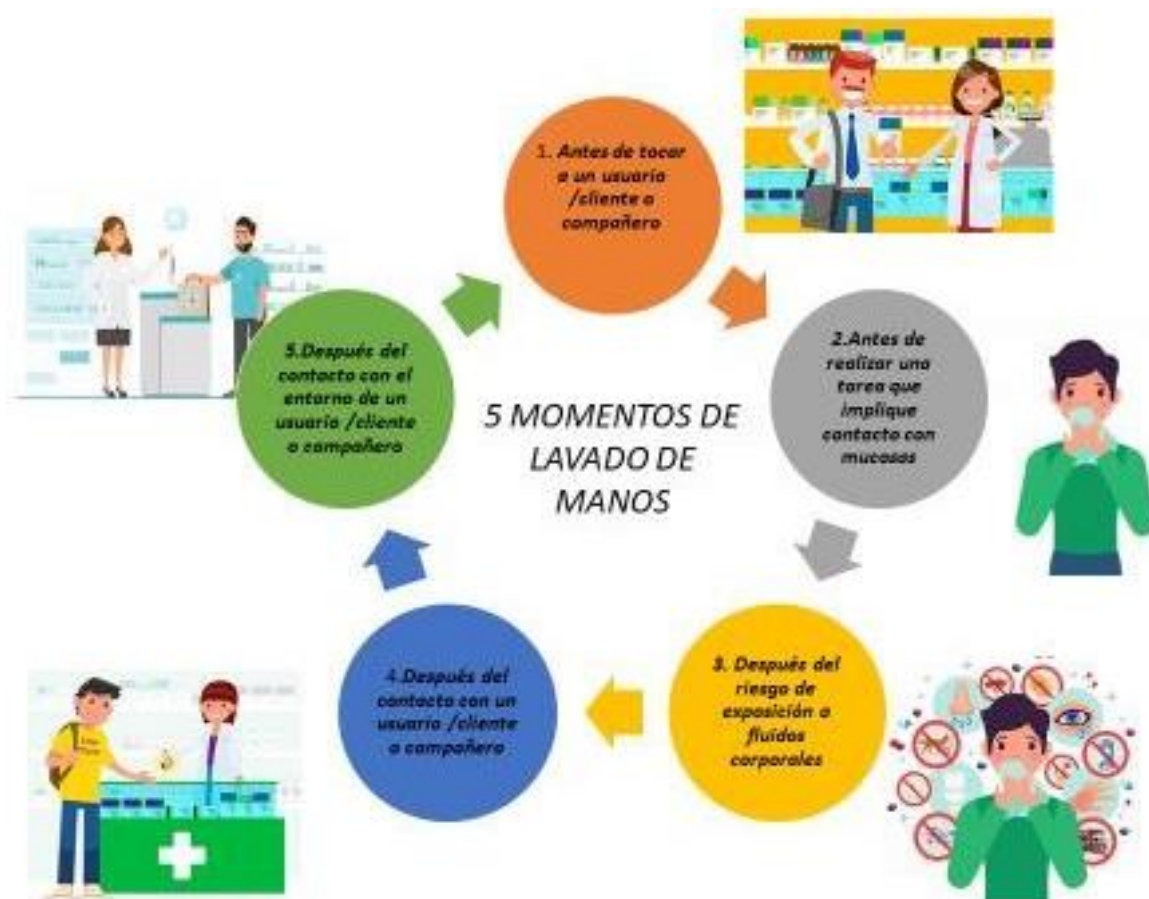 1. Antes de tocar
a un usuario
/cliente o
compañero
2.Antes de
realizar una
tarea que
implique
contacto con
mucosas
3. Después del
riesgo de
exposición a
fluidos
corporales
4.Después del
contacto con un
usuario /cliente
o compañero
5.Después del
contacto con el
entorno de un
usuario /cliente
o compañero
5 MOMENTOS DE
LAVADO DE
MANOS